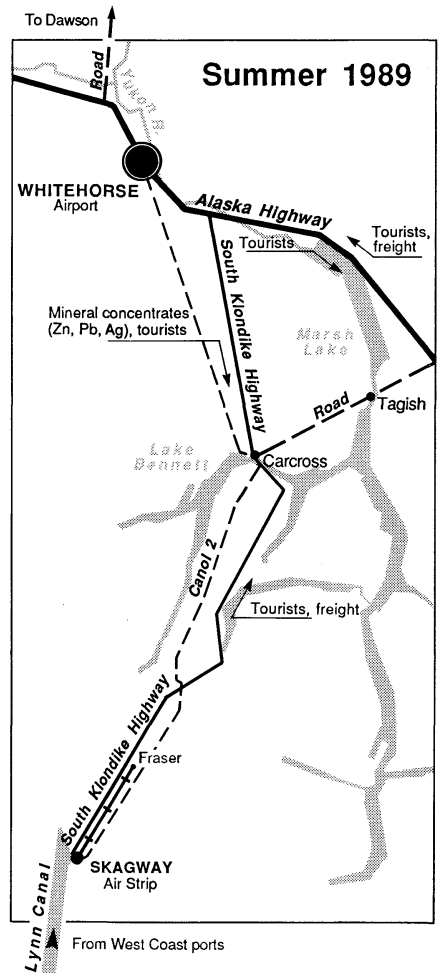 To Dawson
Road
Yukon R.
Summer 1989
WHITEHORSE
Airport
Alaska Highway
Tourists
Tourists,
freight
South Klondike Highway
Mineral concentrates
(Zn, Pb, Ag), tourists
Marsh
Lake
Road
Tagish
Lake
Bennett
Carcross
Canol 2
Tourists, freight
South Klondike Highway
Fraser
SKAGWAY
Air Strip
Lynn Canal
From West Coast ports